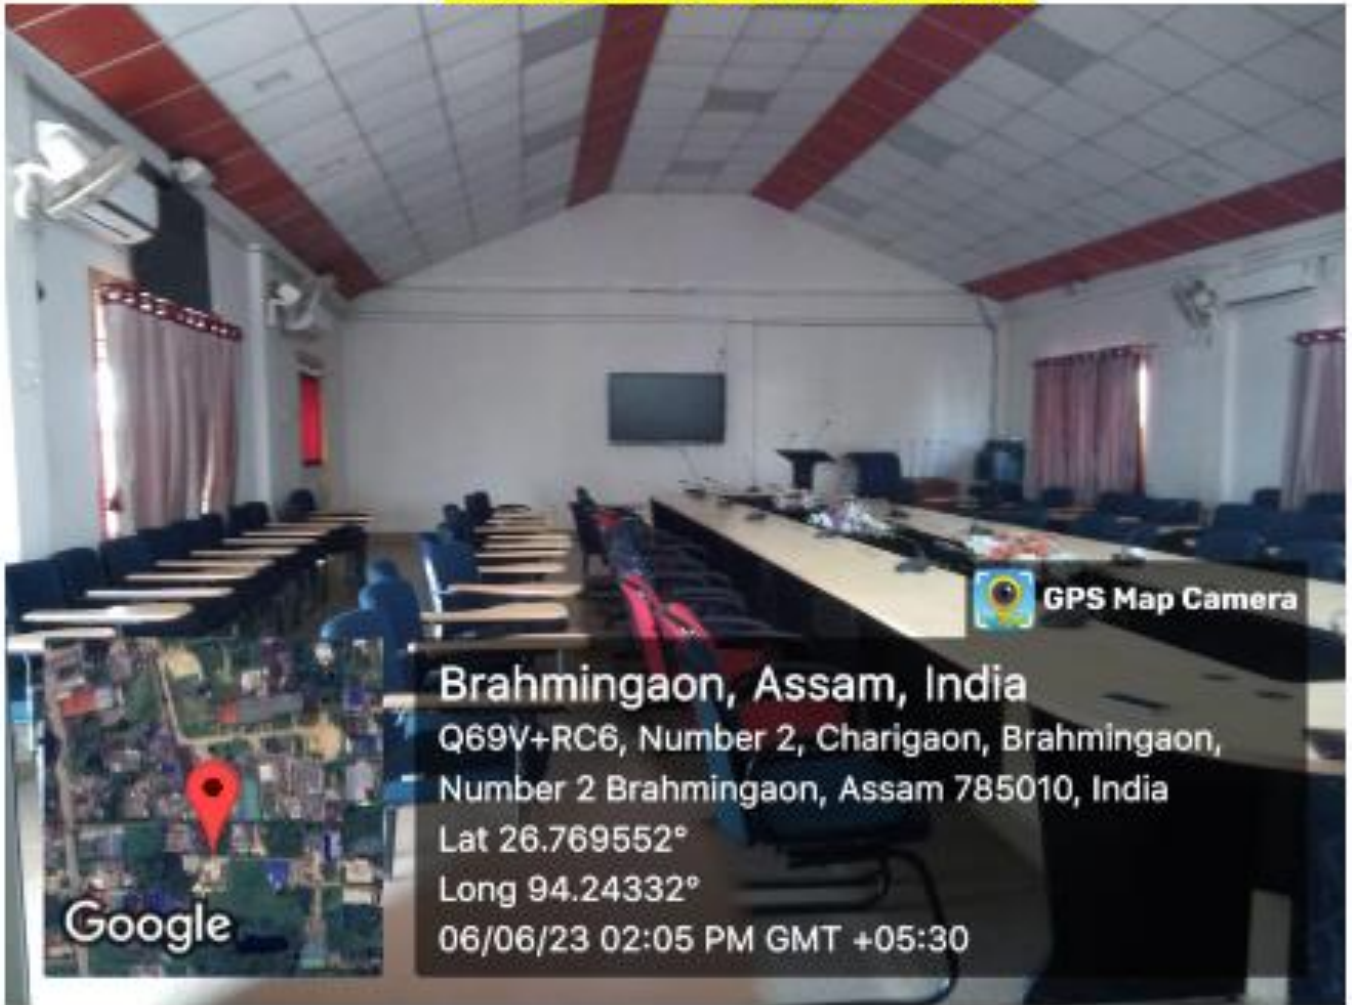 GPS Map Camera
Brahmingaon, Assam, India
Q69V+RC6, Number 2, Charigaon, Brahmingaon,
Number 2 Brahmingaon, Assam 785010, India
Lat 26.769552°
Long 94.24332°
06/06/23 02:05 PM GMT +05:30
Google